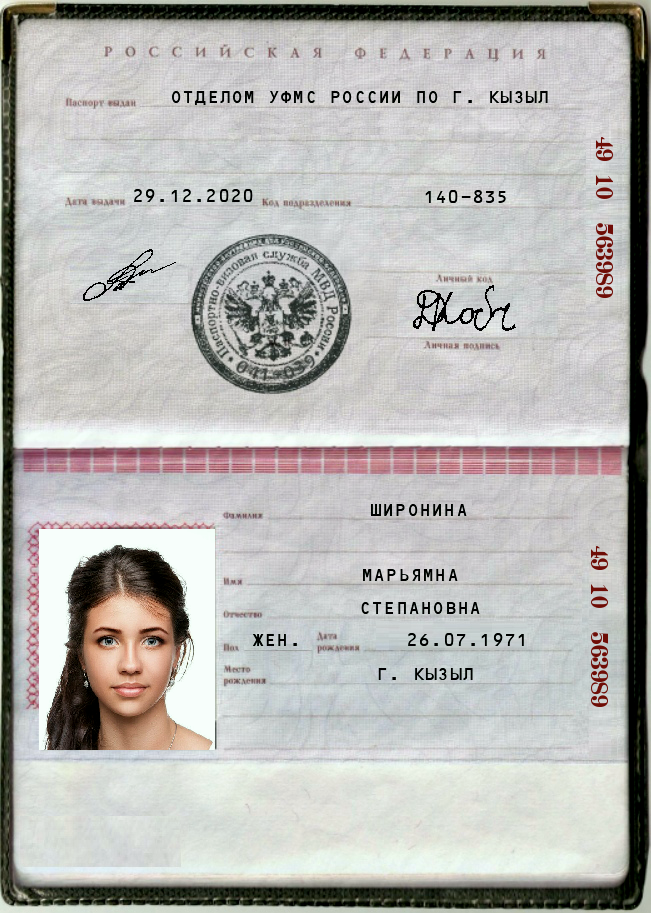 РОССИЙСКАЯ ФЕДЕРАЦИЯ
Паспорт выдан ОТДЕЛОМ УФМС РОССИИ ПО Г. КЫЗЫЛ
Дата выдачи 29.12.2020 Код подразделения 140-835
49 10 563989
Паспортно-визовая служба МВД России
041-039
Личный код
Личная подпись
Фамилия ШИРОНИНА
Имя МАРЬЯМНА
Отчество СТЕПАНОВНА
Пол ЖЕН. Дата рождения 26.07.1971
Место рождения Г. КЫЗЫЛ
49 10 563989